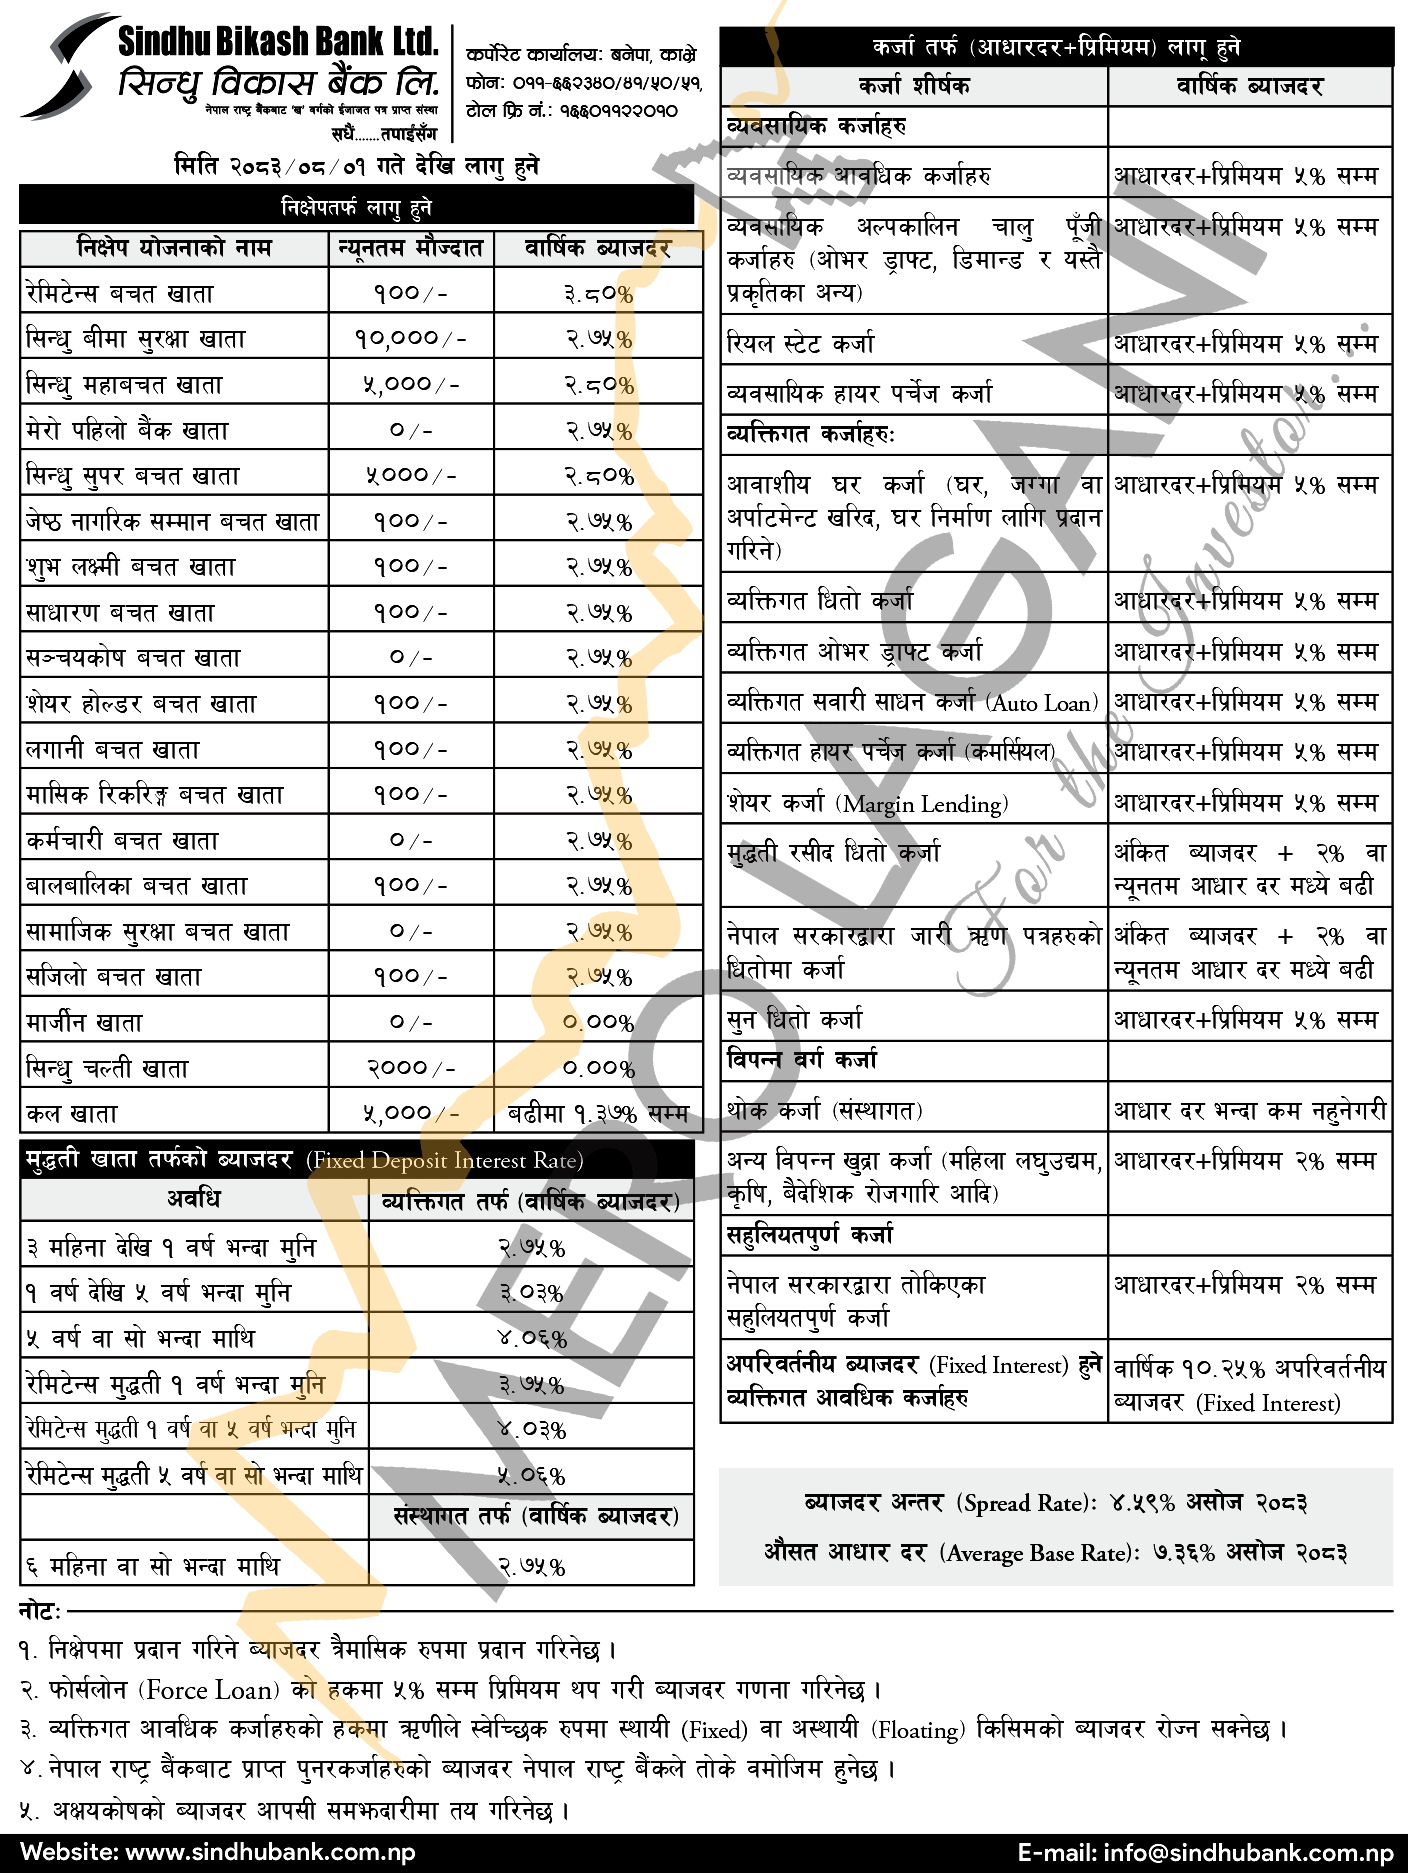 Sindhu Bikash Bank Ltd.
सिन्धु विकास बैंक लि.
नेपाल राष्ट्र बैंकबाट 'ख' वर्गको ईजाजत पत्र प्राप्त संस्था
सधैं.......तपाईसँग
कर्पोरेट कार्यालय: बनेपा, काभ्रे
फोन: ०११-६६२३४०/४१/५०/५१,
टोल फ्रि नं.: १६६०११२२०१०
मिति २०८३/०८/०१ गते देखि लागु हुने
निक्षेपतर्फ लागु हुने
निक्षेप योजनाको नाम न्यूनतम मौज्दात वार्षिक ब्याजदर
रेमिटेन्स बचत खाता १००/- ३.८०%
सिन्धु बीमा सुरक्षा खाता १०,०००/- २.७५%
सिन्धु महाबचत खाता ५,०००/- २.८०%
मेरो पहिलो बैंक खाता ०/- २.७५%
सिन्धु सुपर बचत खाता ५०००/- २.८०%
जेष्ठ नागरिक सम्मान बचत खाता १००/- २.७५%
शुभ लक्ष्मी बचत खाता १००/- २.७५%
साधारण बचत खाता १००/- २.७५%
सञ्चयकोष बचत खाता ०/- २.७५%
शेयर होल्डर बचत खाता १००/- २.७५%
लगानी बचत खाता १००/- २.७५%
मासिक रिकरिङ्ग बचत खाता १००/- २.७५%
कर्मचारी बचत खाता ०/- २.७५%
बालबालिका बचत खाता १००/- २.७५%
सामाजिक सुरक्षा बचत खाता ०/- २.७५%
सजिलो बचत खाता १००/- २.७५%
मार्जीन खाता ०/- ०.००%
सिन्धु चल्ती खाता २०००/- ०.००%
कल खाता ५,०००/- बढीमा १.३७% सम्म
मुद्धती खाता तर्फको ब्याजदर (Fixed Deposit Interest Rate)
अवधि व्यक्तिगत तर्फ (वार्षिक ब्याजदर)
३ महिना देखि १ वर्ष भन्दा मुनि २.७५%
१ वर्ष देखि ५ वर्ष भन्दा मुनि ३.०३%
५ वर्ष वा सो भन्दा माथि ४.०६%
रेमिटेन्स मुद्धती १ वर्ष भन्दा मुनि ३.७५%
रेमिटेन्स मुद्धती १ वर्ष वा ५ वर्ष भन्दा मुनि ४.०३%
रेमिटेन्स मुद्धती ५ वर्ष वा सो भन्दा माथि ५.०६%
संस्थागत तर्फ (वार्षिक ब्याजदर)
६ महिना वा सो भन्दा माथि २.७५%
कर्जा तर्फ (आधारदर+प्रिमियम) लागू हुने
कर्जा शीर्षक वार्षिक ब्याजदर
व्यवसायिक कर्जाहरु
व्यवसायिक आवधिक कर्जाहरु आधारदर+प्रिमियम ५% सम्म
व्यवसायिक अल्पकालिन चालु पूँजी आधारदर+प्रिमियम ५% सम्म
कर्जाहरु (ओभर ड्राफ्ट, डिमान्ड र यस्तै
प्रकृतिका अन्य)
रियल स्टेट कर्जा आधारदर+प्रिमियम ५% सम्म
व्यवसायिक हायर पर्चेज कर्जा आधारदर+प्रिमियम ५% सम्म
व्यक्तिगत कर्जाहरु:
आवाशीय घर कर्जा (घर, जग्गा वा आधारदर+प्रिमियम ५% सम्म
अर्पाटमेन्ट खरिद, घर निर्माण लागि प्रदान
गरिने)
व्यक्तिगत धितो कर्जा आधारदर+प्रिमियम ५% सम्म
व्यक्तिगत ओभर ड्राफ्ट कर्जा आधारदर+प्रिमियम ५% सम्म
व्यक्तिगत सवारी साधन कर्जा (Auto Loan) आधारदर+प्रिमियम ५% सम्म
व्यक्तिगत हायर पर्चेज कर्जा (कमर्सियल) आधारदर+प्रिमियम ५% सम्म
शेयर कर्जा (Margin Lending) आधारदर+प्रिमियम ५% सम्म
मुद्धती रसीद धितो कर्जा अंकित ब्याजदर + २% वा
न्यूनतम आधार दर मध्ये बढी
नेपाल सरकारद्वारा जारी ऋण पत्रहरुको अंकित ब्याजदर + २% वा
धितोमा कर्जा न्यूनतम आधार दर मध्ये बढी
सुन धितो कर्जा आधारदर+प्रिमियम ५% सम्म
विपन्न वर्ग कर्जा
थोक कर्जा (संस्थागत) आधार दर भन्दा कम नहुनेगरी
अन्य विपन्न खुद्रा कर्जा (महिला लघुउद्यम, आधारदर+प्रिमियम २% सम्म
कृषि, बैदेशिक रोजगारि आदि)
सहुलियतपुर्ण कर्जा
नेपाल सरकारद्वारा तोकिएका आधारदर+प्रिमियम २% सम्म
सहुलियतपुर्ण कर्जा
अपरिवर्तनीय ब्याजदर (Fixed Interest) हुने वार्षिक १०.२५% अपरिवर्तनीय
व्यक्तिगत आवधिक कर्जाहरु ब्याजदर (Fixed Interest)
ब्याजदर अन्तर (Spread Rate): ४.५९% असोज २०८३
औसत आधार दर (Average Base Rate): ७.३६% असोज २०८३
नोट:
१. निक्षेपमा प्रदान गरिने ब्याजदर त्रैमासिक रुपमा प्रदान गरिनेछ ।
२. फोर्सलोन (Force Loan) को हकमा ५% सम्म प्रिमियम थप गरी ब्याजदर गणना गरिनेछ ।
३. व्यक्तिगत आवधिक कर्जाहरुको हकमा ऋणीले स्वेच्छिक रुपमा स्थायी (Fixed) वा अस्थायी (Floating) किसिमको ब्याजदर रोज्न सक्नेछ ।
४. नेपाल राष्ट्र बैंकबाट प्राप्त पुनरकर्जाहरुको ब्याजदर नेपाल राष्ट्र बैंकले तोके वमोजिम हुनेछ ।
५. अक्षयकोषको ब्याजदर आपसी समझदारीमा तय गरिनेछ ।
Website: www.sindhubank.com.np E-mail: info@sindhubank.com.np
MERO LAGANI
For the Investor...